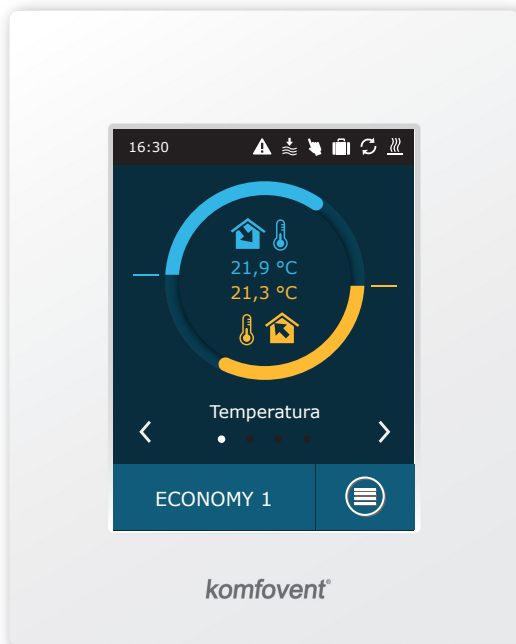 16:30
21,9 °C
21,3 °C
Temperatura
ECONOMY 1
komfovent®